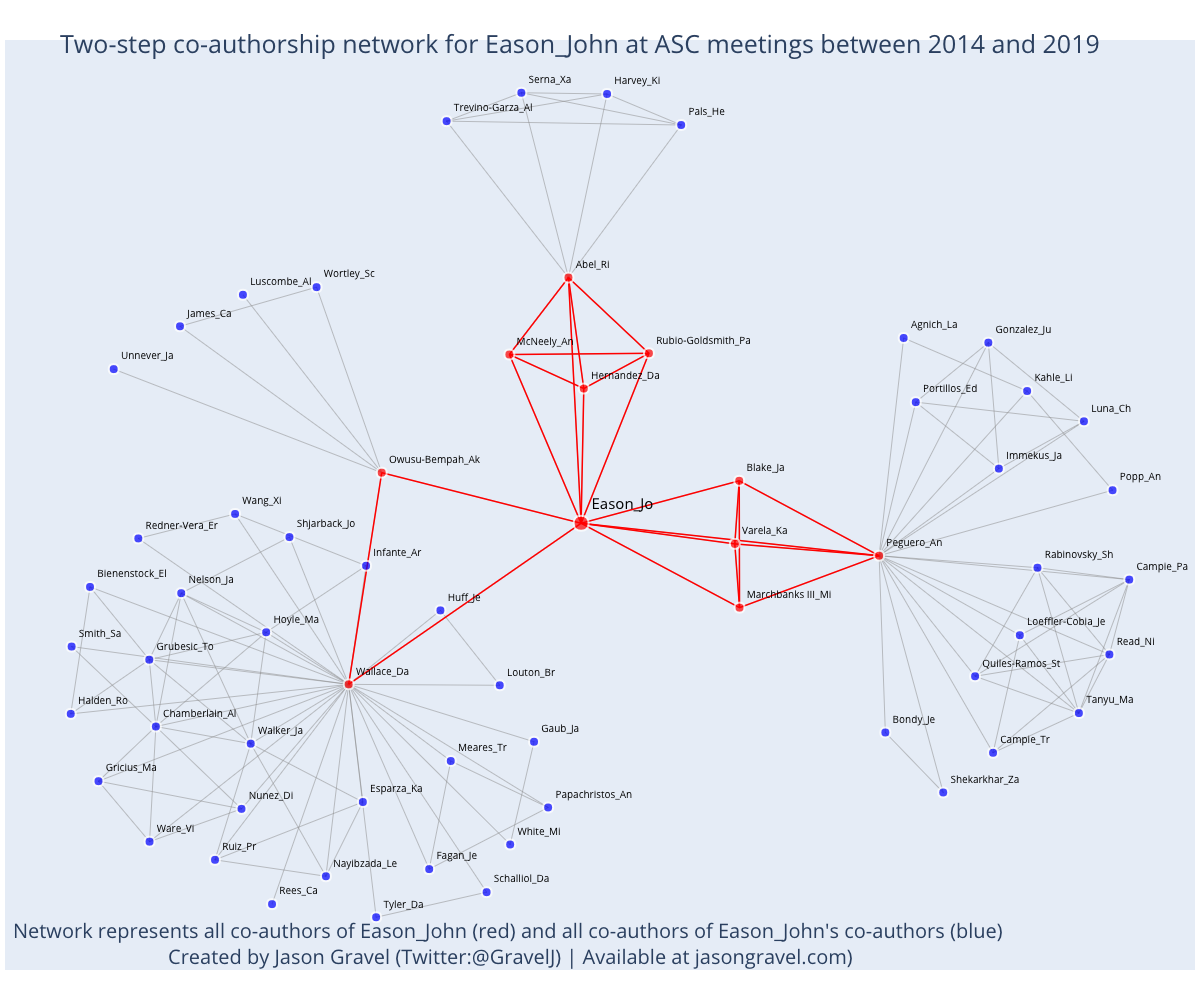 Two-step co-authorship network for Eason_John at ASC meetings between 2014 and 2019
Serna_Xa
Harvey_Ki
Trevino-Garza_Al
Pals_He
Abel_Ri
Wortley_Sc
Luscombe_Al
James_Ca
Unnever_Ja
McNeely_An
Rubio-Goldsmith_Pa
Hernandez_Da
Agnich_La
Gonzalez_Ju
Kahle_Li
Portillos_Ed
Luna_Ch
Immekus_Ja
Popp_An
Owusu-Bempah_Ak
Blake_Ja
Eason_Jo
Varela_Ka
Peguero_An
Marchbanks III_Mi
Rabinovsky_Sh
Campie_Pa
Loeffler-Cobia_Je
Read_Ni
Quiles-Ramos_St
Tanyu_Ma
Bondy_Je
Campie_Tr
Shekarkhar_Za
Wang_Xi
Redner-Vera_Er
Shjarback_Jo
Infante_Ar
Bienenstock_El
Nelson_Ja
Huff_Je
Hoyle_Ma
Smith_Sa
Grubesic_To
Wallace_Da
Louton_Br
Halden_Ro
Chamberlain_Al
Walker_Ja
Gaub_Ja
Meares_Tr
Gricius_Ma
Esparza_Ka
Nunez_Di
Papachristos_An
Ware_Vi
White_Mi
Ruiz_Pr
Fagan_Je
Nayibzada_Le
Schalliol_Da
Rees_Ca
Tyler_Da
Network represents all co-authors of Eason_John (red) and all co-authors of Eason_John's co-authors (blue)
Created by Jason Gravel (Twitter:@GravelJ) | Available at jasongravel.com)